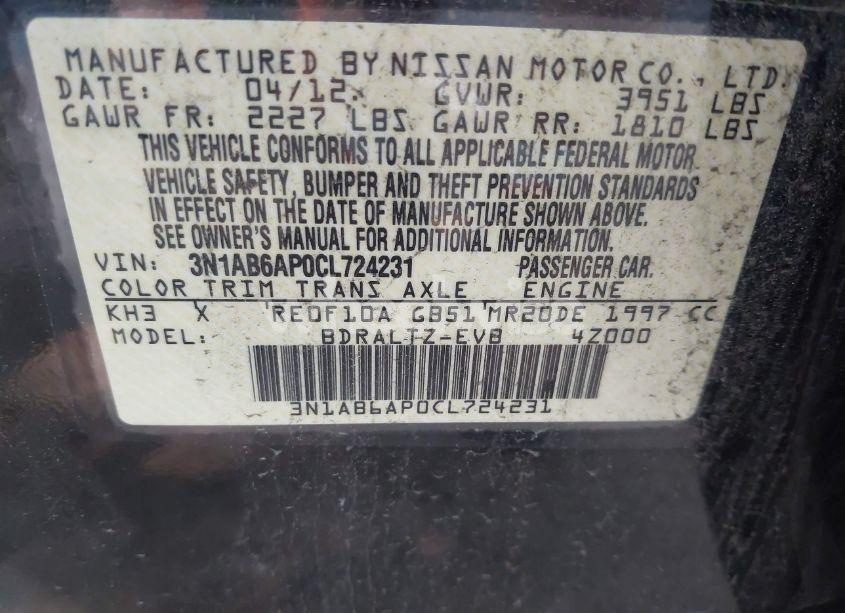 MANUFACTURED BY NISSAN MOTOR CO., LTD.
DATE: 04/12 GVWR: 3951 LBS
GAWR FR: 2227 LBS GAWR RR: 1810 LBS
THIS VEHICLE CONFORMS TO ALL APPLICABLE FEDERAL MOTOR
VEHICLE SAFETY, BUMPER AND THEFT PREVENTION STANDARDS
IN EFFECT ON THE DATE OF MANUFACTURE SHOWN ABOVE.
SEE OWNER'S MANUAL FOR ADDITIONAL INFORMATION
VIN: 3N1AB6AP0CL724231 PASSENGER CAR
COLOR TRIM TRANS AXLE ENGINE
KH3 X RE0F10A GB51 MR20DE 1997 CC
MODEL: BDRALTZ-EVB 4Z000
3N1AB6AP0CL724231